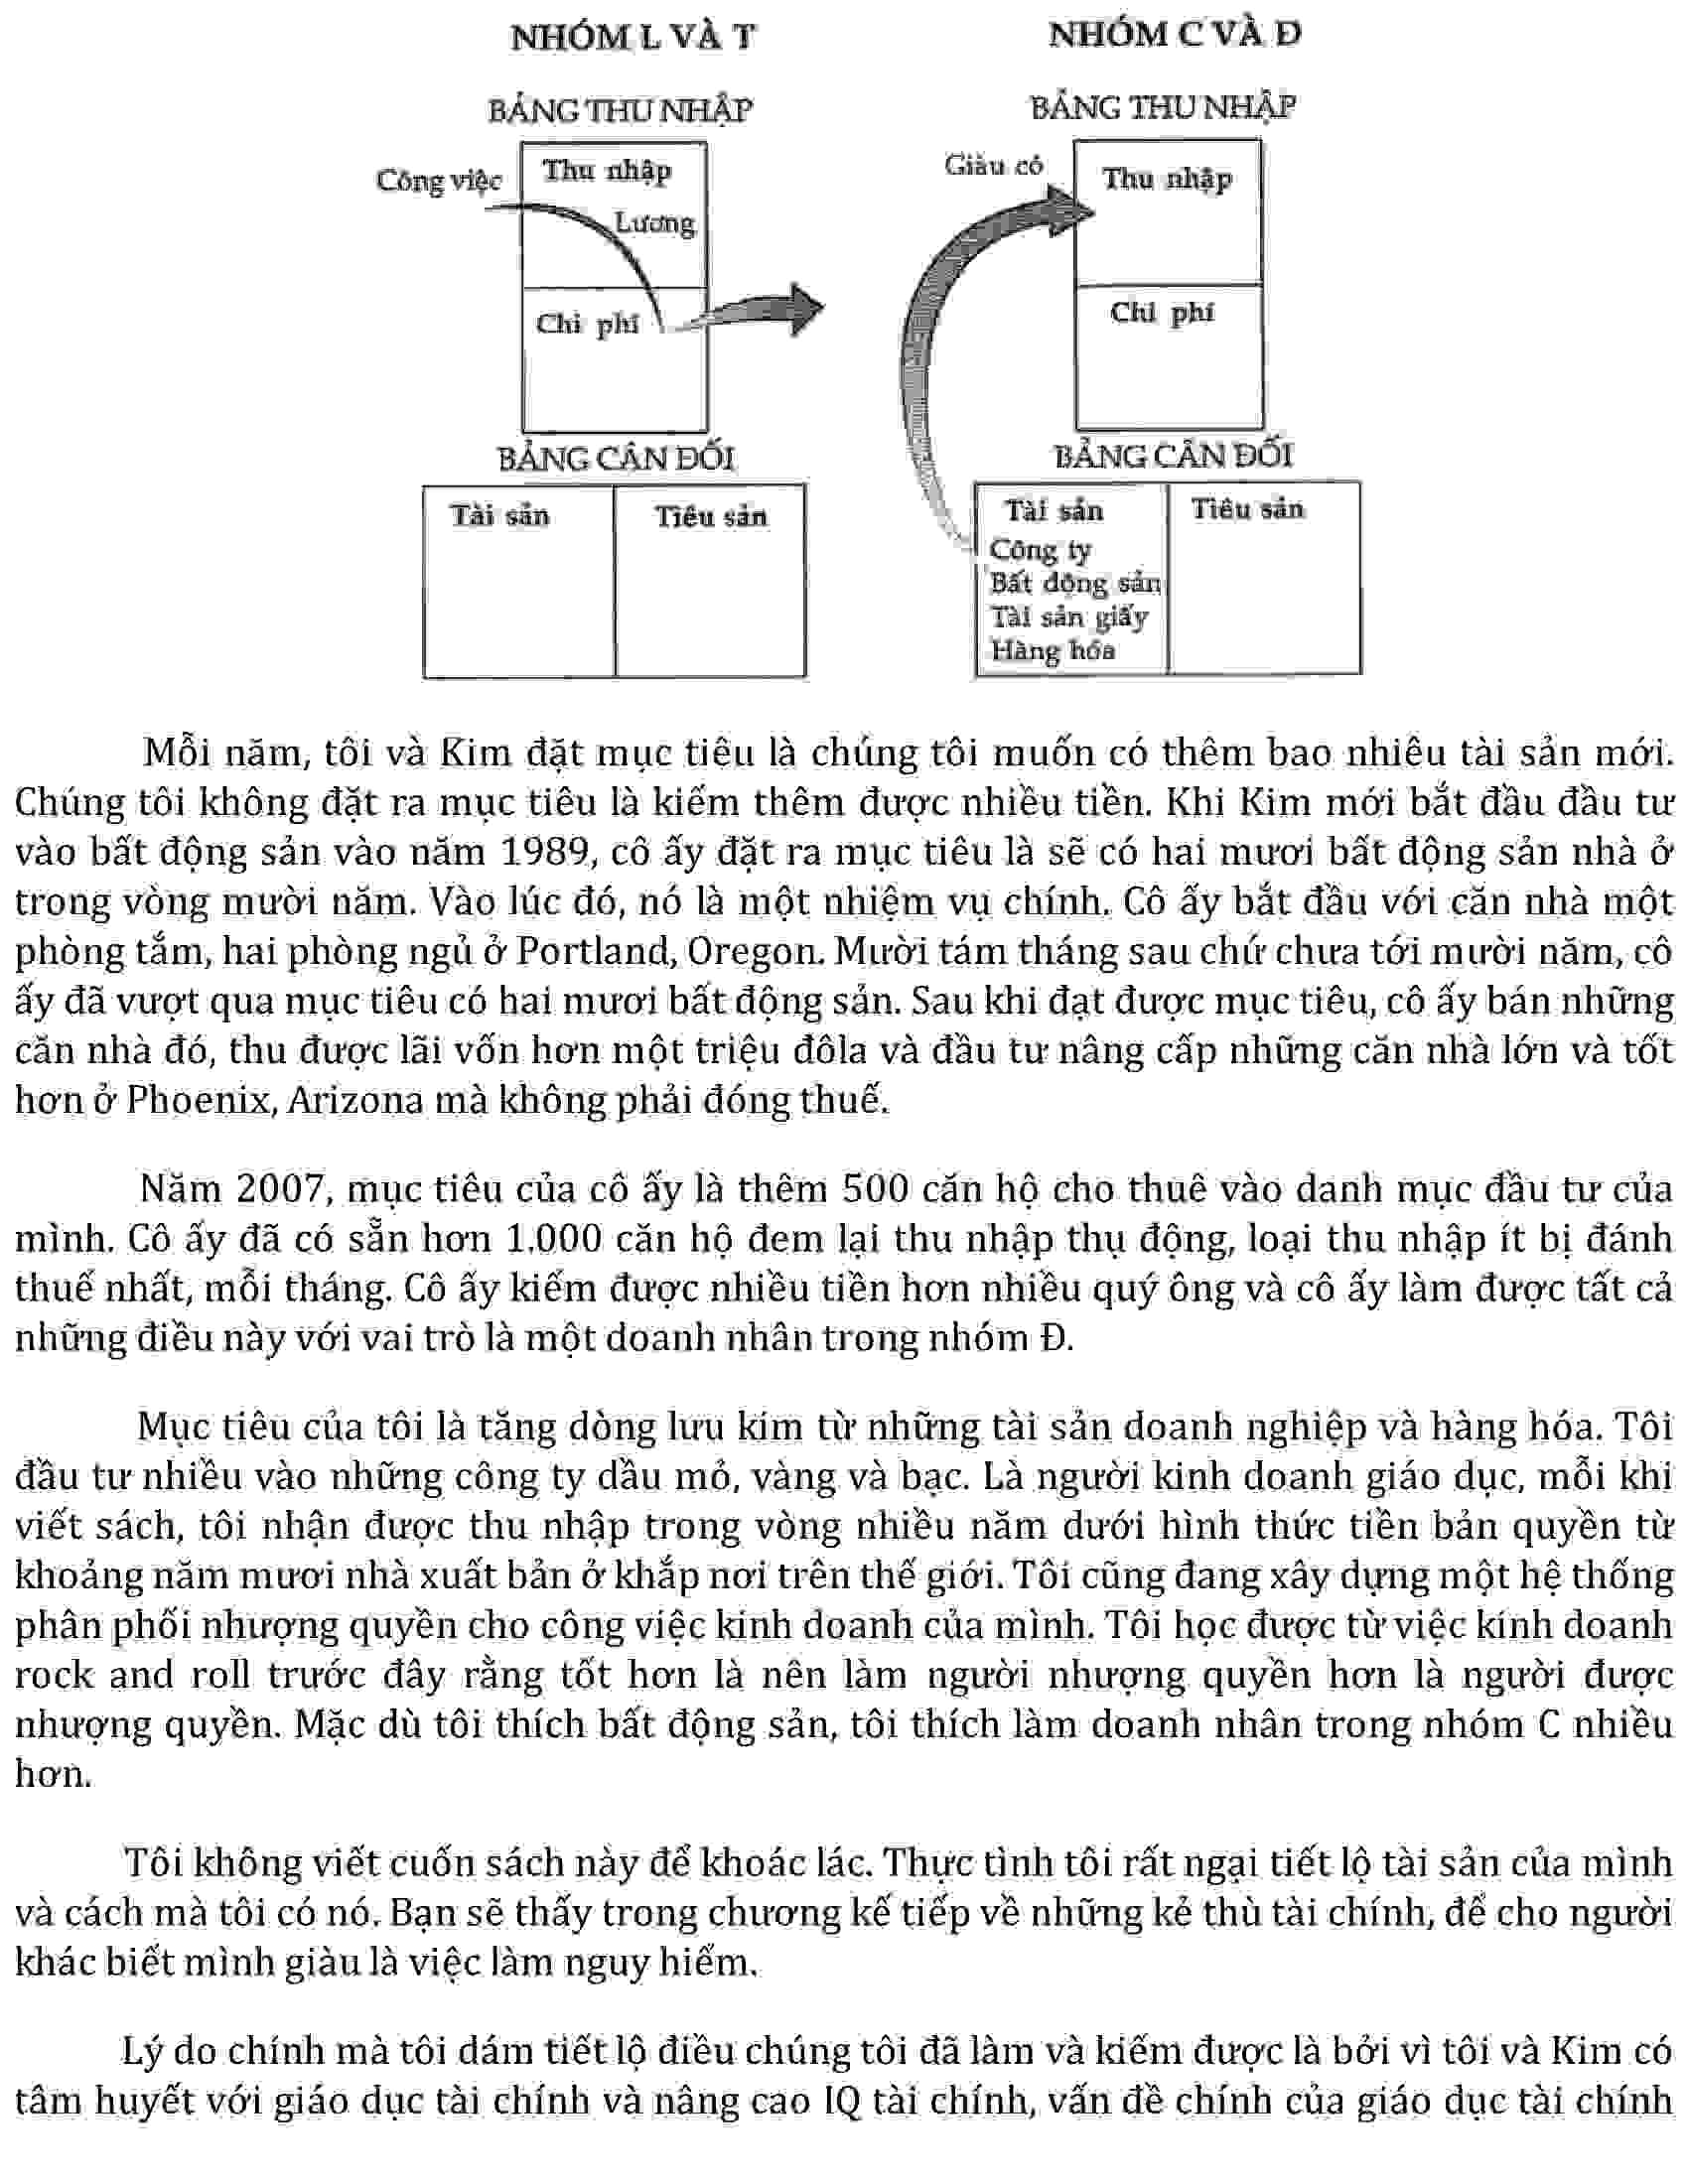 NHÓM L VÀ T
BẢNG THU NHẬP
Công việc
Thu nhập
Lương
Chi phí
BẢNG CÂN ĐỐI
Tài sản
Tiêu sản
NHÓM C VÀ Đ
BẢNG THU NHẬP
Giàu có
Thu nhập
Chi phí
BẢNG CÂN ĐỐI
Tài sản
Công ty
Bất động sản
Tài sản giấy
Hàng hóa
Tiêu sản
Mỗi năm, tôi và Kim đặt mục tiêu là chúng tôi muốn có thêm bao nhiêu tài sản mới.
Chúng tôi không đặt ra mục tiêu là kiếm thêm được nhiều tiền. Khi Kim mới bắt đầu đầu tư
vào bất động sản vào năm 1989, cô ấy đặt ra mục tiêu là sẽ có hai mươi bất động sản nhà ở
trong vòng mười năm. Vào lúc đó, nó là một nhiệm vụ chính. Cô ấy bắt đầu với căn nhà một
phòng tắm, hai phòng ngủ ở Portland, Oregon. Mười tám tháng sau chứ chưa tới mười năm, cô
ấy đã vượt qua mục tiêu có hai mươi bất động sản. Sau khi đạt được mục tiêu, cô ấy bán những
căn nhà đó, thu được lãi vốn hơn một triệu đôla và đầu tư nâng cấp những căn nhà lớn và tốt
hơn ở Phoenix, Arizona mà không phải đóng thuế.
Năm 2007, mục tiêu của cô ấy là thêm 500 căn hộ cho thuê vào danh mục đầu tư của
mình. Cô ấy đã có sẵn hơn 1.000 căn hộ đem lại thu nhập thụ động, loại thu nhập ít bị đánh
thuế nhất, mỗi tháng. Cô ấy kiếm được nhiều tiền hơn nhiều quý ông và cô ấy làm được tất cả
những điều này với vai trò là một doanh nhân trong nhóm Đ.
Mục tiêu của tôi là tăng dòng lưu kim từ những tài sản doanh nghiệp và hàng hóa. Tôi
đầu tư nhiều vào những công ty dầu mỏ, vàng và bạc. Là người kinh doanh giáo dục, mỗi khi
viết sách, tôi nhận được thu nhập trong vòng nhiều năm dưới hình thức tiền bản quyền từ
khoảng năm mươi nhà xuất bản ở khắp nơi trên thế giới. Tôi cũng đang xây dựng một hệ thống
phân phối nhượng quyền cho công việc kinh doanh của mình. Tôi học được từ việc kinh doanh
rock and roll trước đây rằng tốt hơn là nên làm người nhượng quyền hơn là người được
nhượng quyền. Mặc dù tôi thích bất động sản, tôi thích làm doanh nhân trong nhóm C nhiều
hơn.
Tôi không viết cuốn sách này để khoác lác. Thực tình tôi rất ngại tiết lộ tài sản của mình
và cách mà tôi có nó. Bạn sẽ thấy trong chương kế tiếp về những kẻ thù tài chính, để cho người
khác biết mình giàu là việc làm nguy hiểm.
Lý do chính mà tôi dám tiết lộ điều chúng tôi đã làm và kiếm được là bởi vì tôi và Kim có
tâm huyết với giáo dục tài chính và nâng cao IQ tài chính, vấn đề chính của giáo dục tài chính